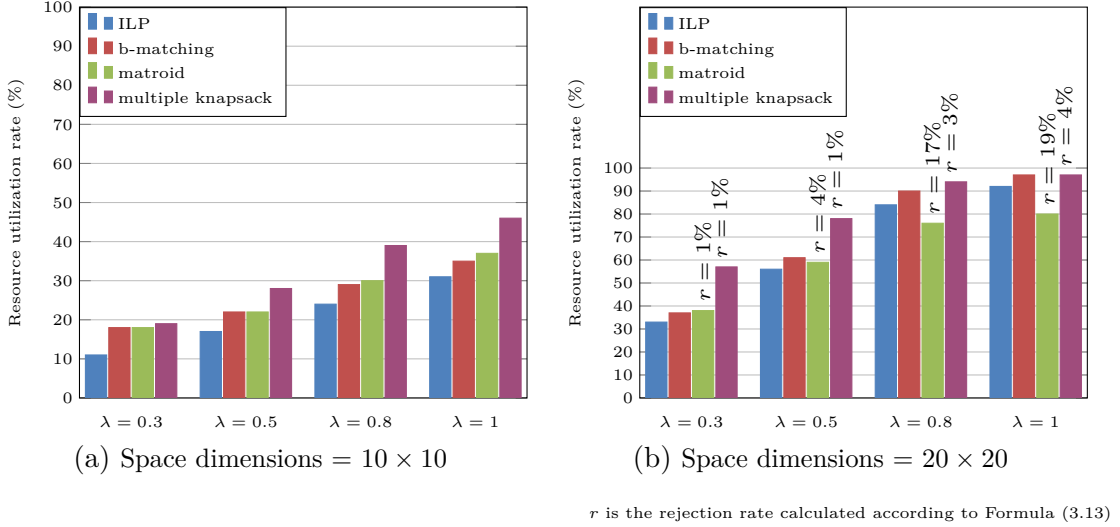 100
90
80
70
60
50
40
30
20
10
0
Resource utilization rate (%)
ILP
b-matching
matroid
multiple knapsack
λ = 0.3
λ = 0.5
λ = 0.8
λ = 1
(a) Space dimensions = 10 × 10
100
90
80
70
60
50
40
30
20
10
0
Resource utilization rate (%)
ILP
b-matching
matroid
multiple knapsack
r = 1%
r = 1%
r = 4%
r = 1%
r = 17%
r = 3%
r = 19%
r = 4%
λ = 0.3
λ = 0.5
λ = 0.8
λ = 1
(b) Space dimensions = 20 × 20
r is the rejection rate calculated according to Formula (3.13)